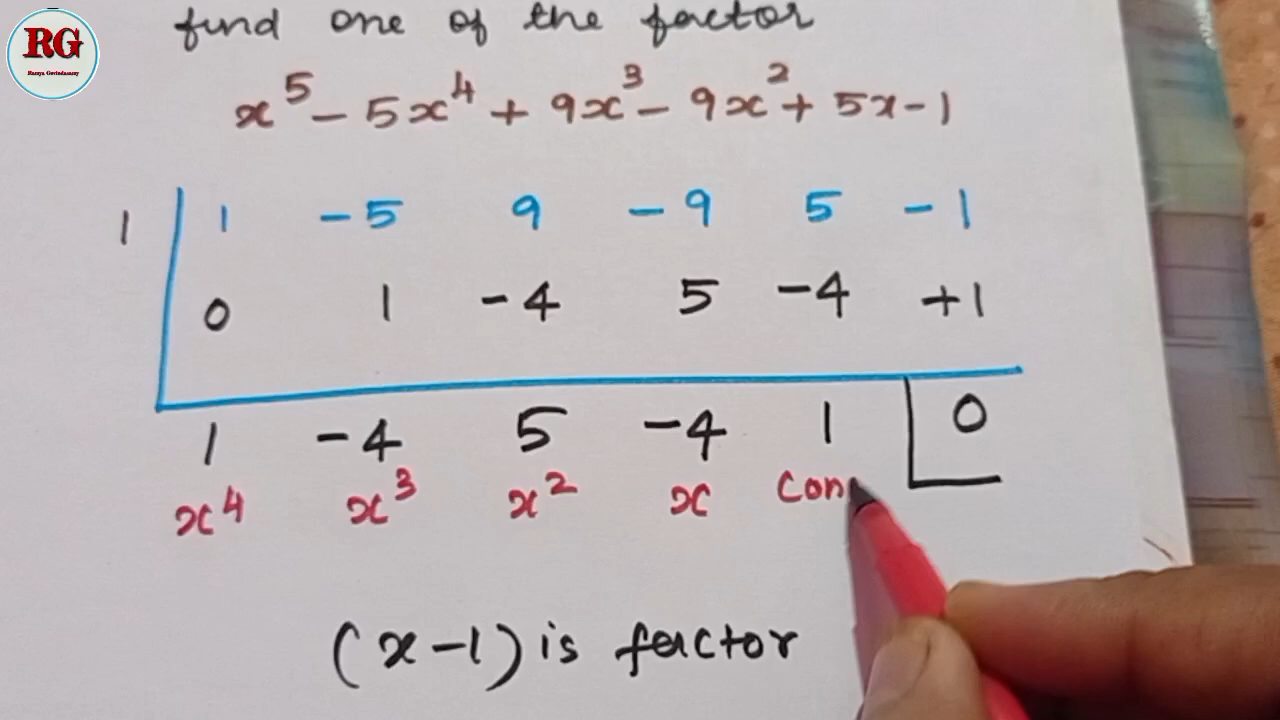 RG
Ramya Govindasamy
find one of the factor
x⁵ - 5x⁴ + 9x³ - 9x² + 5x - 1
1 | 1 -5 9 -9 5 -1
0 1 -4 5 -4 +1
1 -4 5 -4 1 | 0
x⁴ x³ x² x Con
(x-1) is factor